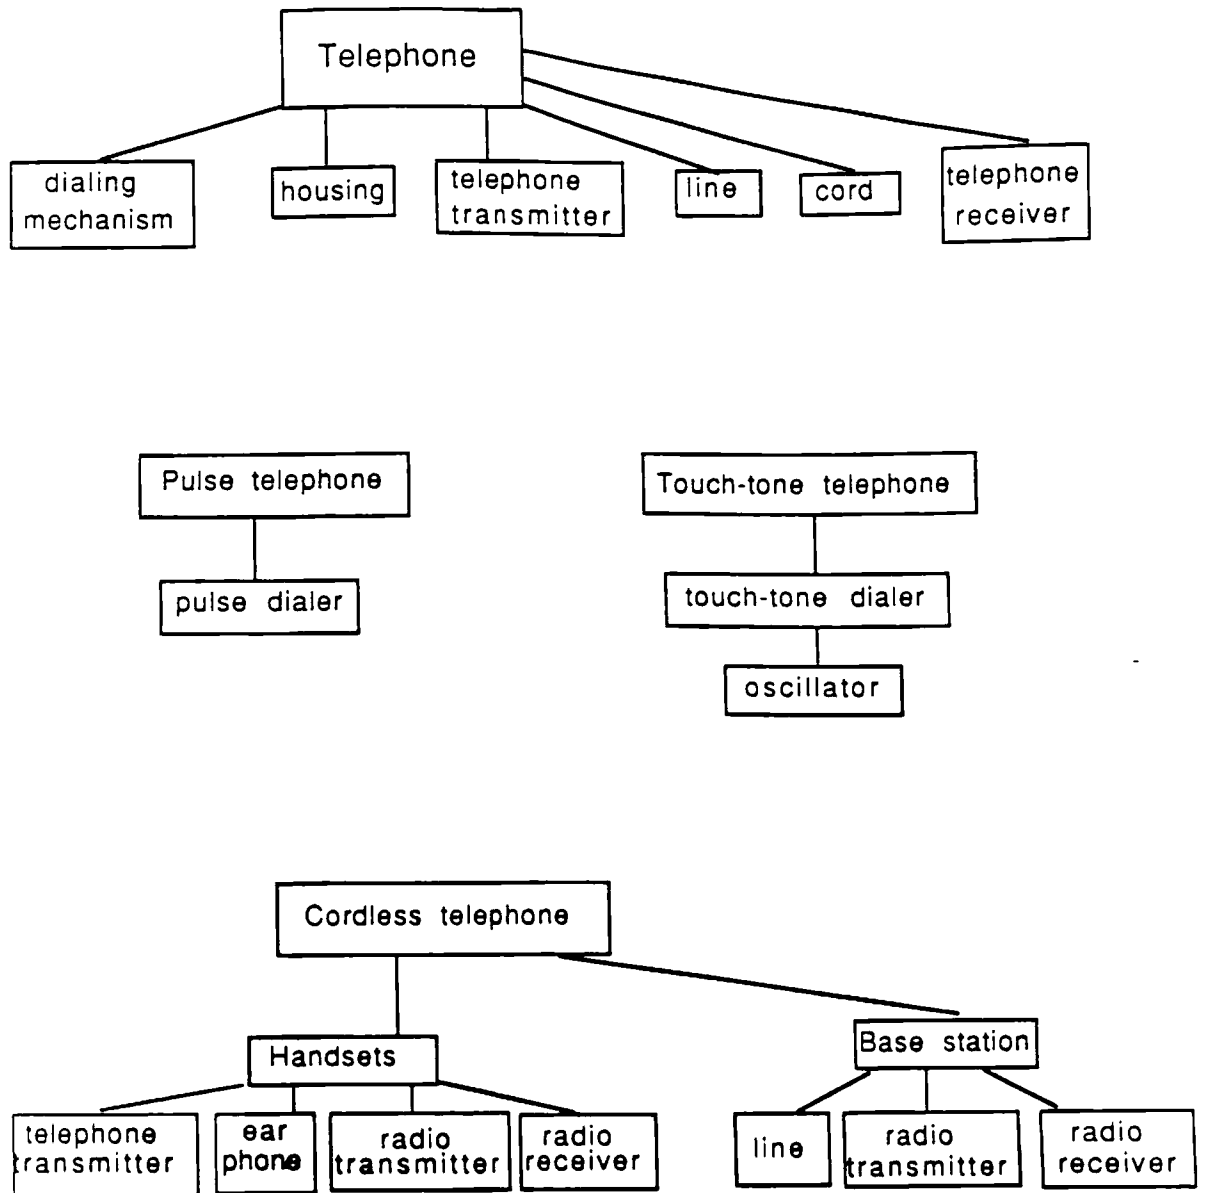 Telephone
dialing
mechanism
housing
telephone
transmitter
line
cord
telephone
receiver
Pulse telephone
Touch-tone telephone
pulse dialer
touch-tone dialer
oscillator
Cordless telephone
Handsets
Base station
telephone
transmitter
ear
phone
radio
transmitter
radio
receiver
line
radio
transmitter
radio
receiver